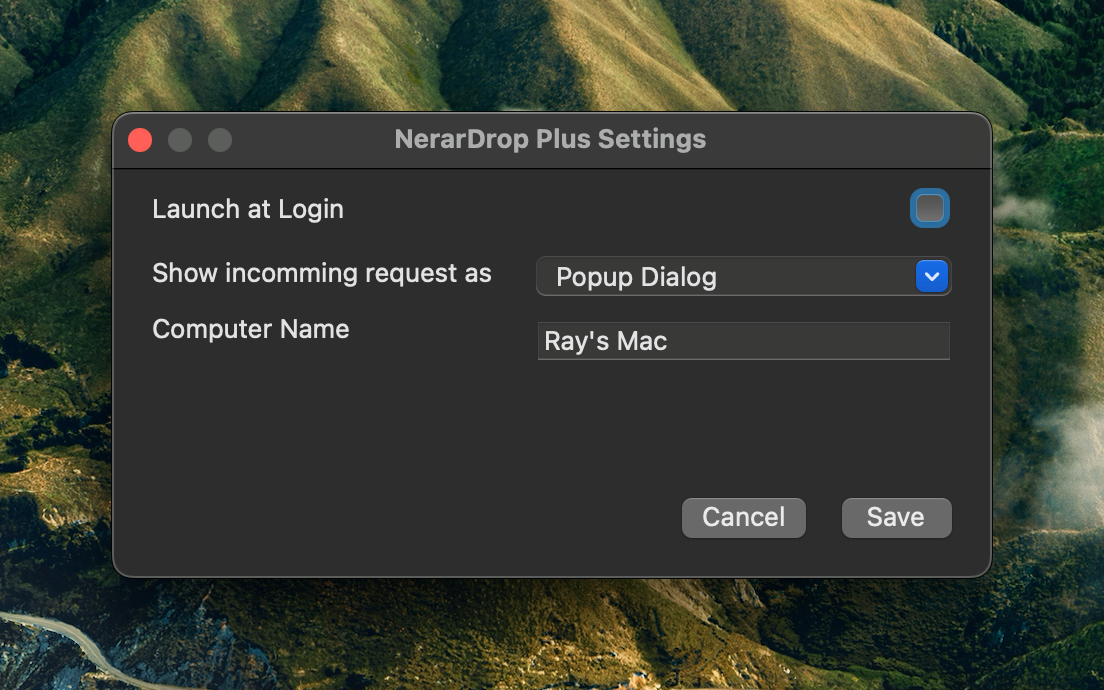 NerarDrop Plus Settings
Launch at Login
Show incomming request as
Popup Dialog
Computer Name
Ray's Mac
Cancel
Save